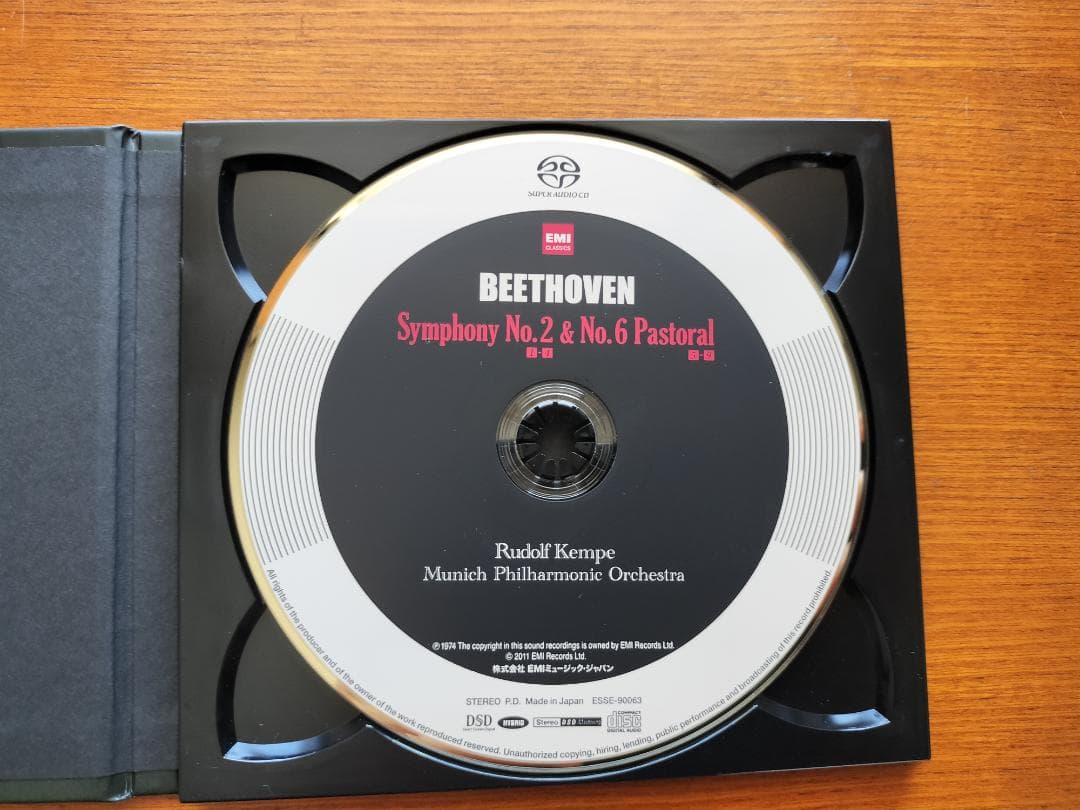 SUPER AUDIO CD
EMI
CLASSICS
BEETHOVEN
Symphony No.2 & No.6 Pastoral
5-9
Rudolf Kempe
Munich Philharmonic Orchestra
℗1974 The copyright in this sound recordings is owned by EMI Records Ltd.
© 2011 EMI Records Ltd.
株式会社 EMIミュージック・ジャパン
STEREO P.D. Made in Japan ESSE-90063
DSD HYBRID Stereo DSD COMPACT disc DIGITAL AUDIO
All rights of the producer and of the owner of the work reproduced reserved. Unauthorized copying, hiring, lending, public performance and broadcasting of this record prohibited.